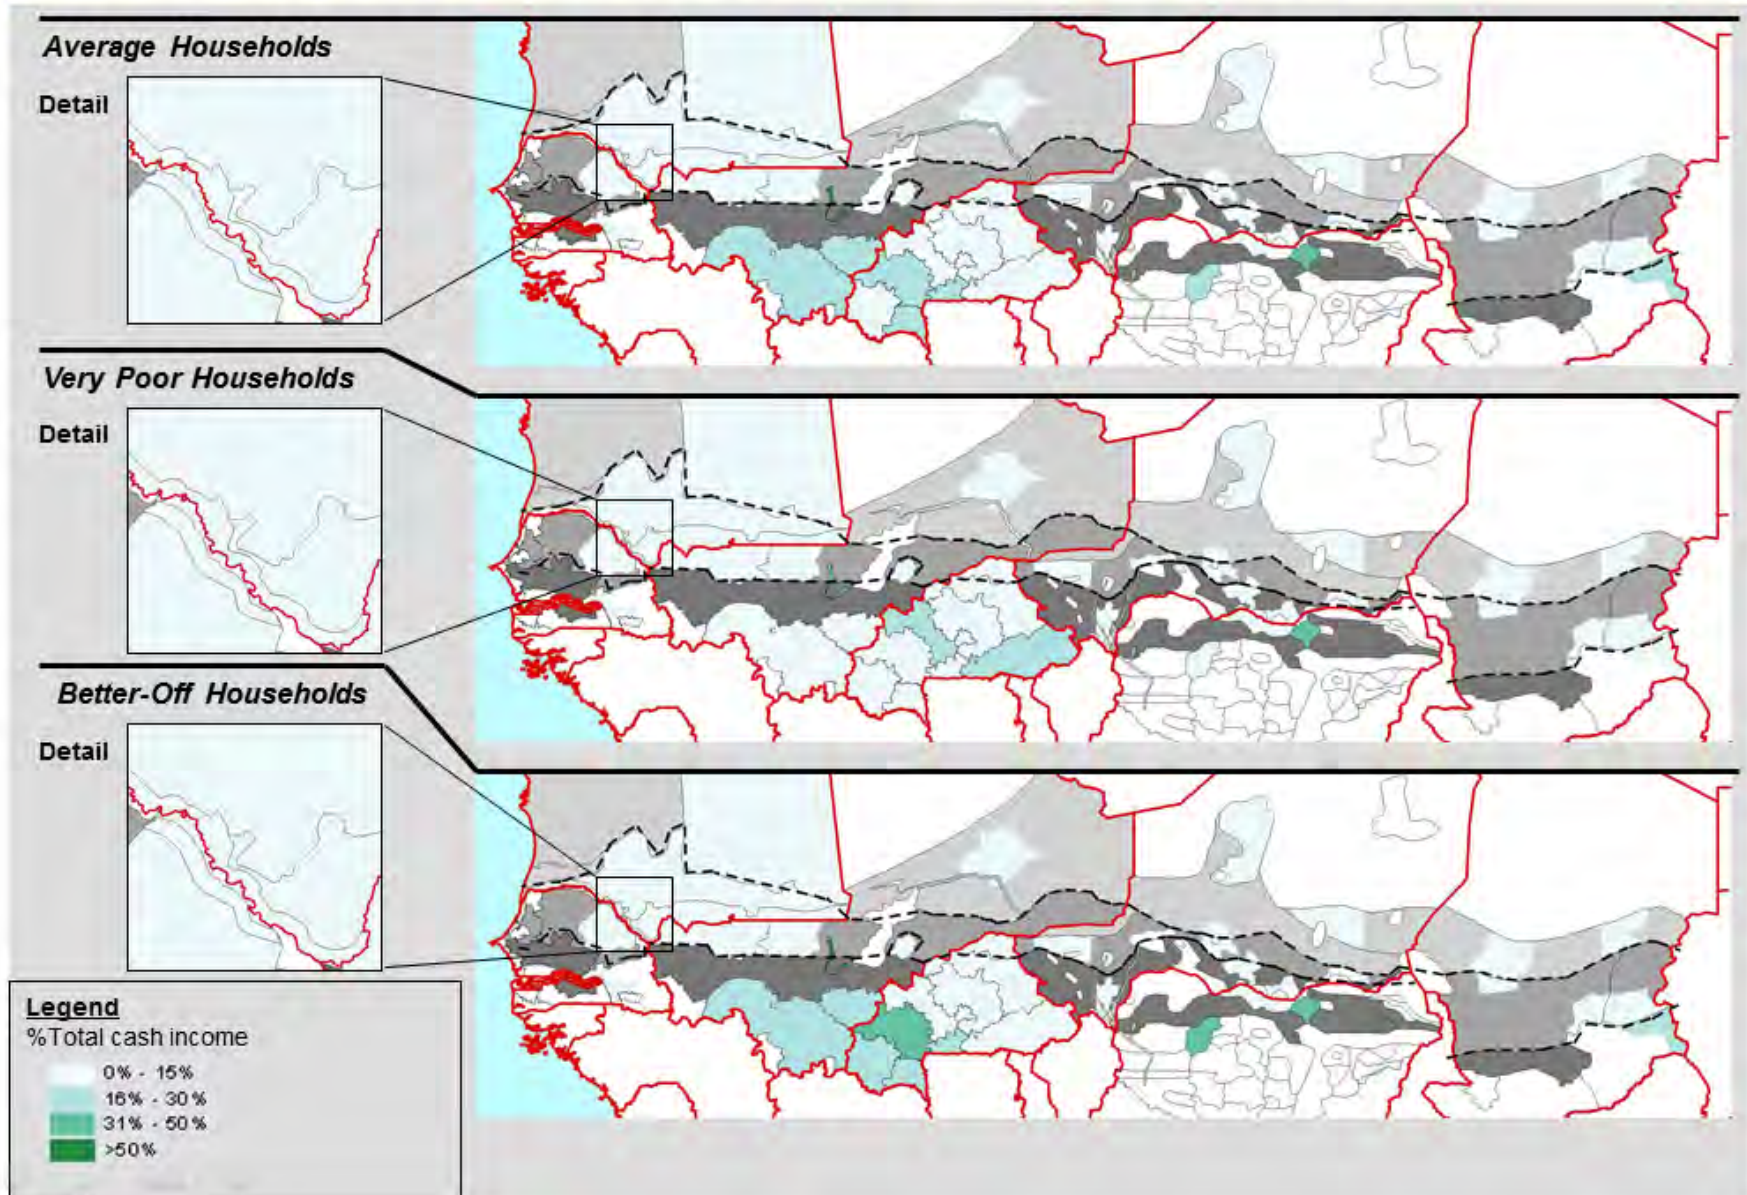 Average Households
Detail
Very Poor Households
Detail
Better-Off Households
Detail
Legend
%Total cash income
0% - 15%
16% - 30%
31% - 50%
>50%